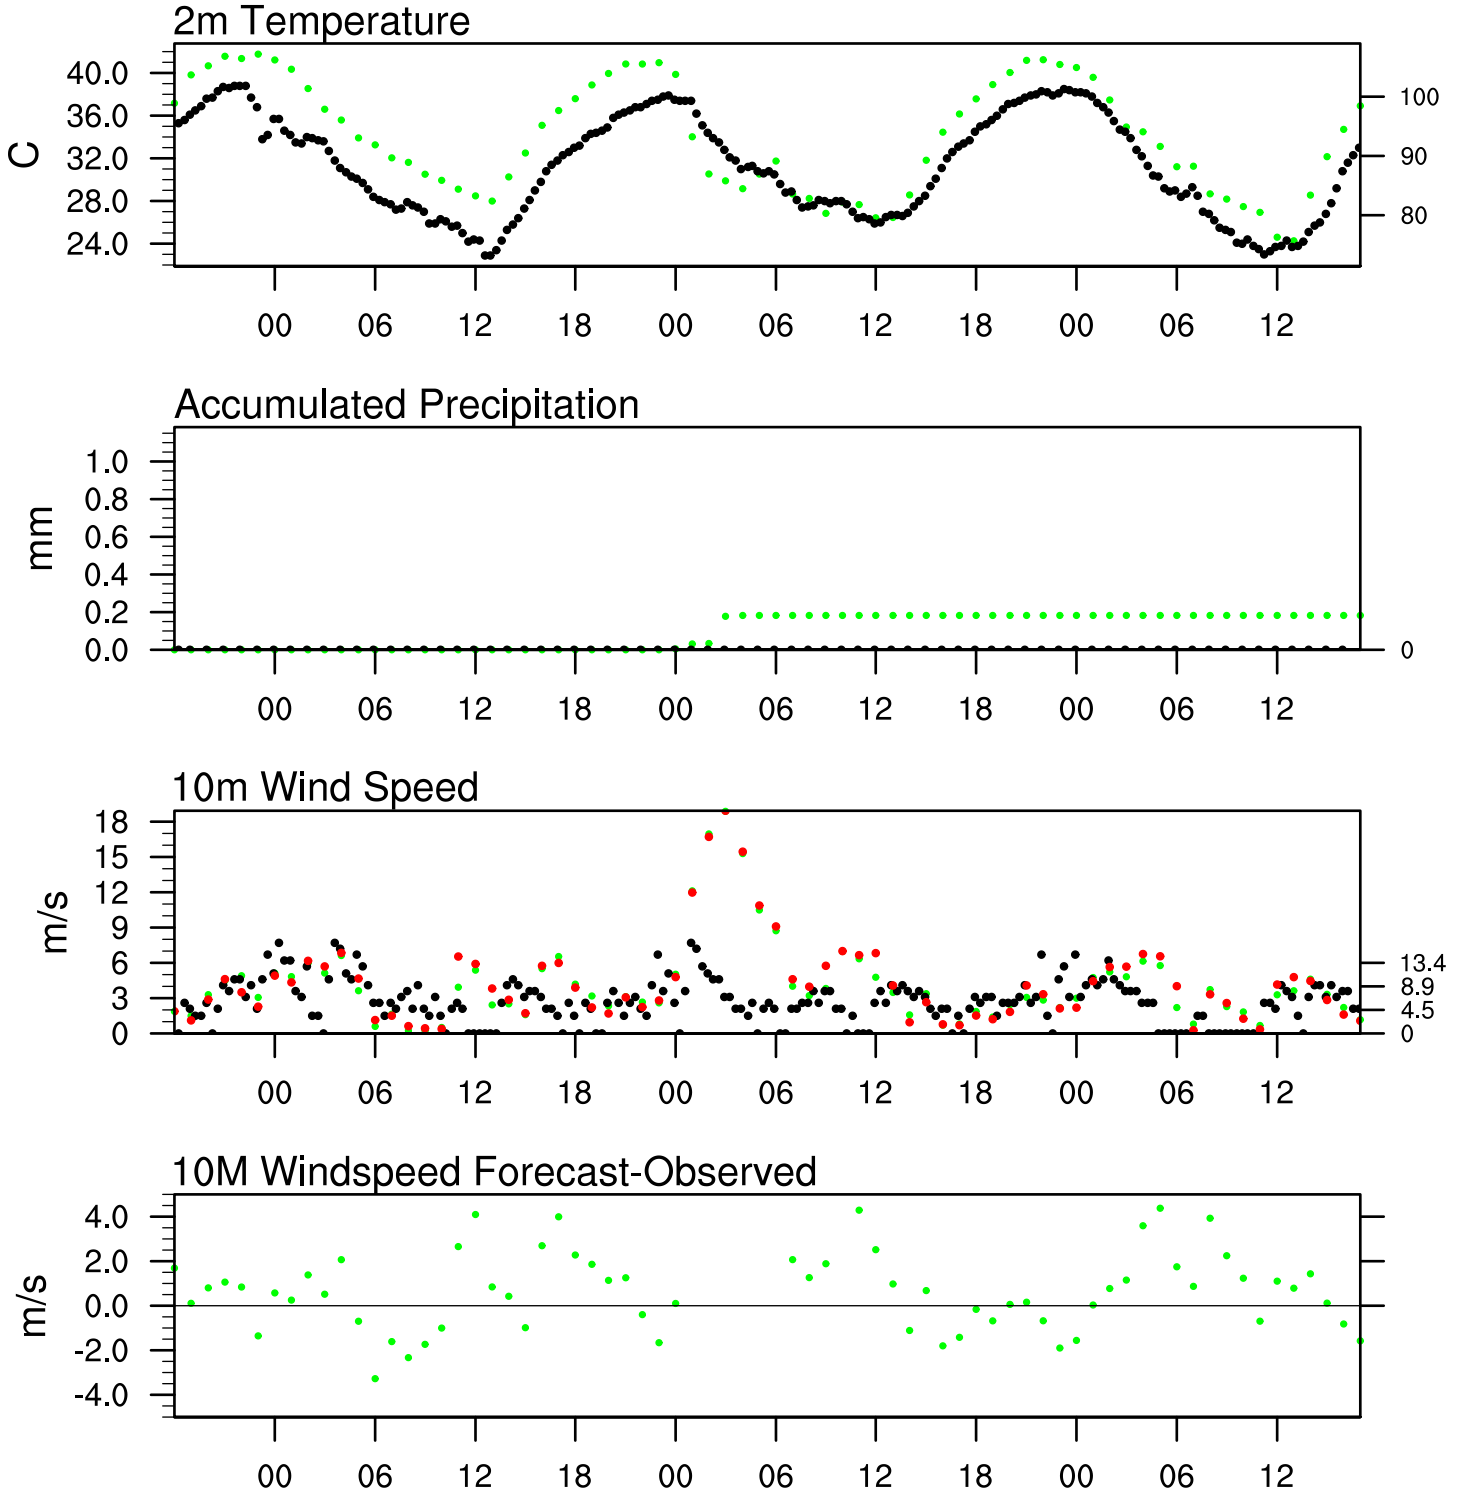 2m Temperature
40.0
36.0
32.0
28.0
24.0
C
100
90
80
00 06 12 18 00 06 12 18 00 06 12
Accumulated Precipitation
1.0
0.8
0.6
0.4
0.2
0.0
mm
0
00 06 12 18 00 06 12 18 00 06 12
10m Wind Speed
18
15
12
9
6
3
0
m/s
13.4
8.9
4.5
0
00 06 12 18 00 06 12 18 00 06 12
10M Windspeed Forecast-Observed
4.0
2.0
0.0
-2.0
-4.0
m/s
00 06 12 18 00 06 12 18 00 06 12